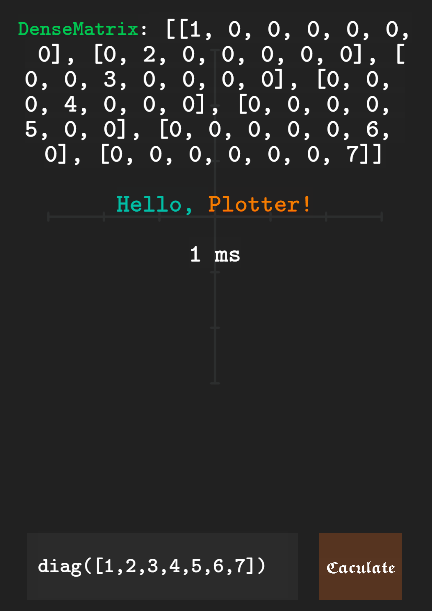 DenseMatrix: [[1, 0, 0, 0, 0, 0,
0], [0, 2, 0, 0, 0, 0, 0], [
0, 0, 3, 0, 0, 0, 0], [0, 0,
0, 4, 0, 0, 0], [0, 0, 0, 0,
5, 0, 0], [0, 0, 0, 0, 0, 6,
0], [0, 0, 0, 0, 0, 0, 7]]
Hello, Plotter!
1 ms
diag([1,2,3,4,5,6,7])
Caculate